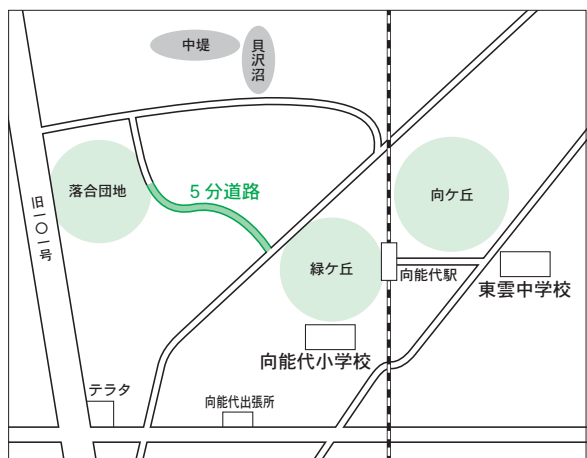 中堤
貝沢沼
落合団地
5分道路
向ケ丘
旧一〇一号
緑ケ丘
向能代駅
東雲中学校
向能代小学校
テラタ
向能代出張所